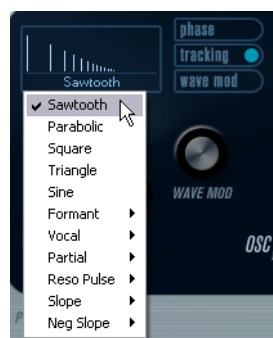 phase
tracking
wave mod
Sawtooth
Sawtooth
Parabolic
Square
Triangle
Sine
Formant
Vocal
Partial
Reso Pulse
Slope
Neg Slope
WAVE MOD
OSC
P